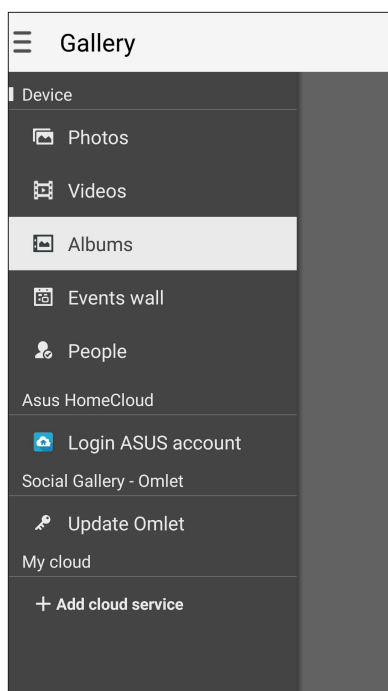 Gallery
Device
Photos
Videos
Albums
Events wall
People
Asus HomeCloud
Login ASUS account
Social Gallery - Omlet
Update Omlet
My cloud
+ Add cloud service